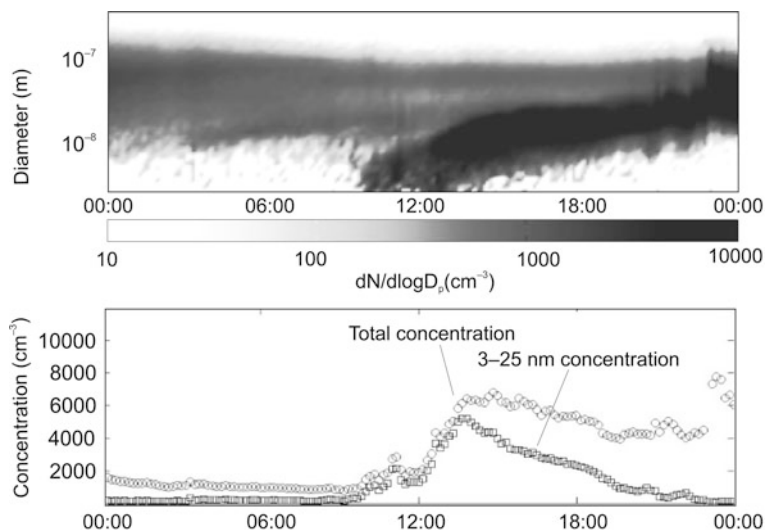 Diameter (m)
10⁻⁷
10⁻⁸
00:00 06:00 12:00 18:00 00:00
10 100 1000 10000
dN/dlogDₚ(cm⁻³)
Concentration (cm⁻³)
10000
8000
6000
4000
2000
Total concentration
3–25 nm concentration
00:00 06:00 12:00 18:00 00:00